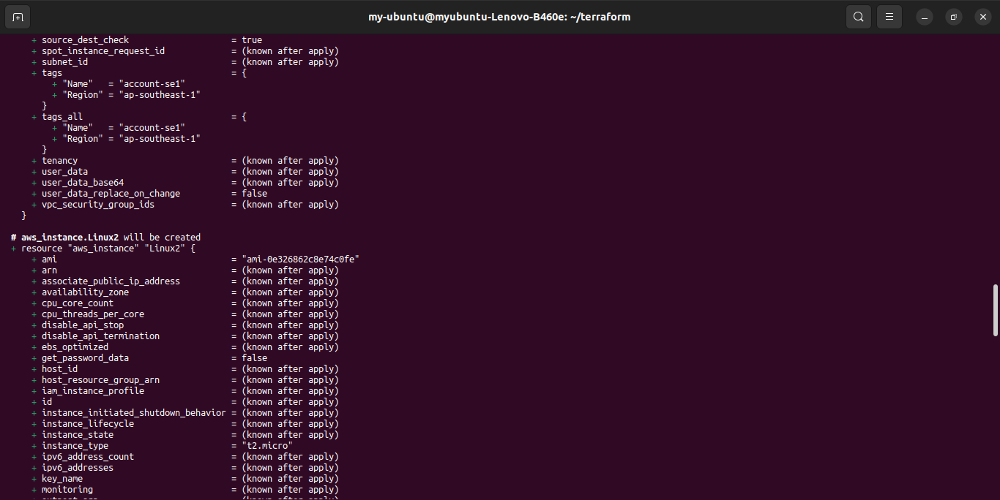 my-ubuntu@myubuntu-Lenovo-B460e: ~/terraform
+ source_dest_check = true
+ spot_instance_request_id = (known after apply)
+ subnet_id = (known after apply)
+ tags = {
+ "Name" = "account-se1"
+ "Region" = "ap-southeast-1"
}
+ tags_all = {
+ "Name" = "account-se1"
+ "Region" = "ap-southeast-1"
}
+ tenancy = (known after apply)
+ user_data = (known after apply)
+ user_data_base64 = (known after apply)
+ user_data_replace_on_change = false
+ vpc_security_group_ids = (known after apply)
}
# aws_instance.Linux2 will be created
+ resource "aws_instance" "Linux2" {
+ ami = "ami-0e326862c8e74c0fe"
+ arn = (known after apply)
+ associate_public_ip_address = (known after apply)
+ availability_zone = (known after apply)
+ cpu_core_count = (known after apply)
+ cpu_threads_per_core = (known after apply)
+ disable_api_stop = (known after apply)
+ disable_api_termination = (known after apply)
+ ebs_optimized = (known after apply)
+ get_password_data = false
+ host_id = (known after apply)
+ host_resource_group_arn = (known after apply)
+ iam_instance_profile = (known after apply)
+ id = (known after apply)
+ instance_initiated_shutdown_behavior = (known after apply)
+ instance_lifecycle = (known after apply)
+ instance_state = (known after apply)
+ instance_type = "t2.micro"
+ ipv6_address_count = (known after apply)
+ ipv6_addresses = (known after apply)
+ key_name = (known after apply)
+ monitoring = (known after apply)